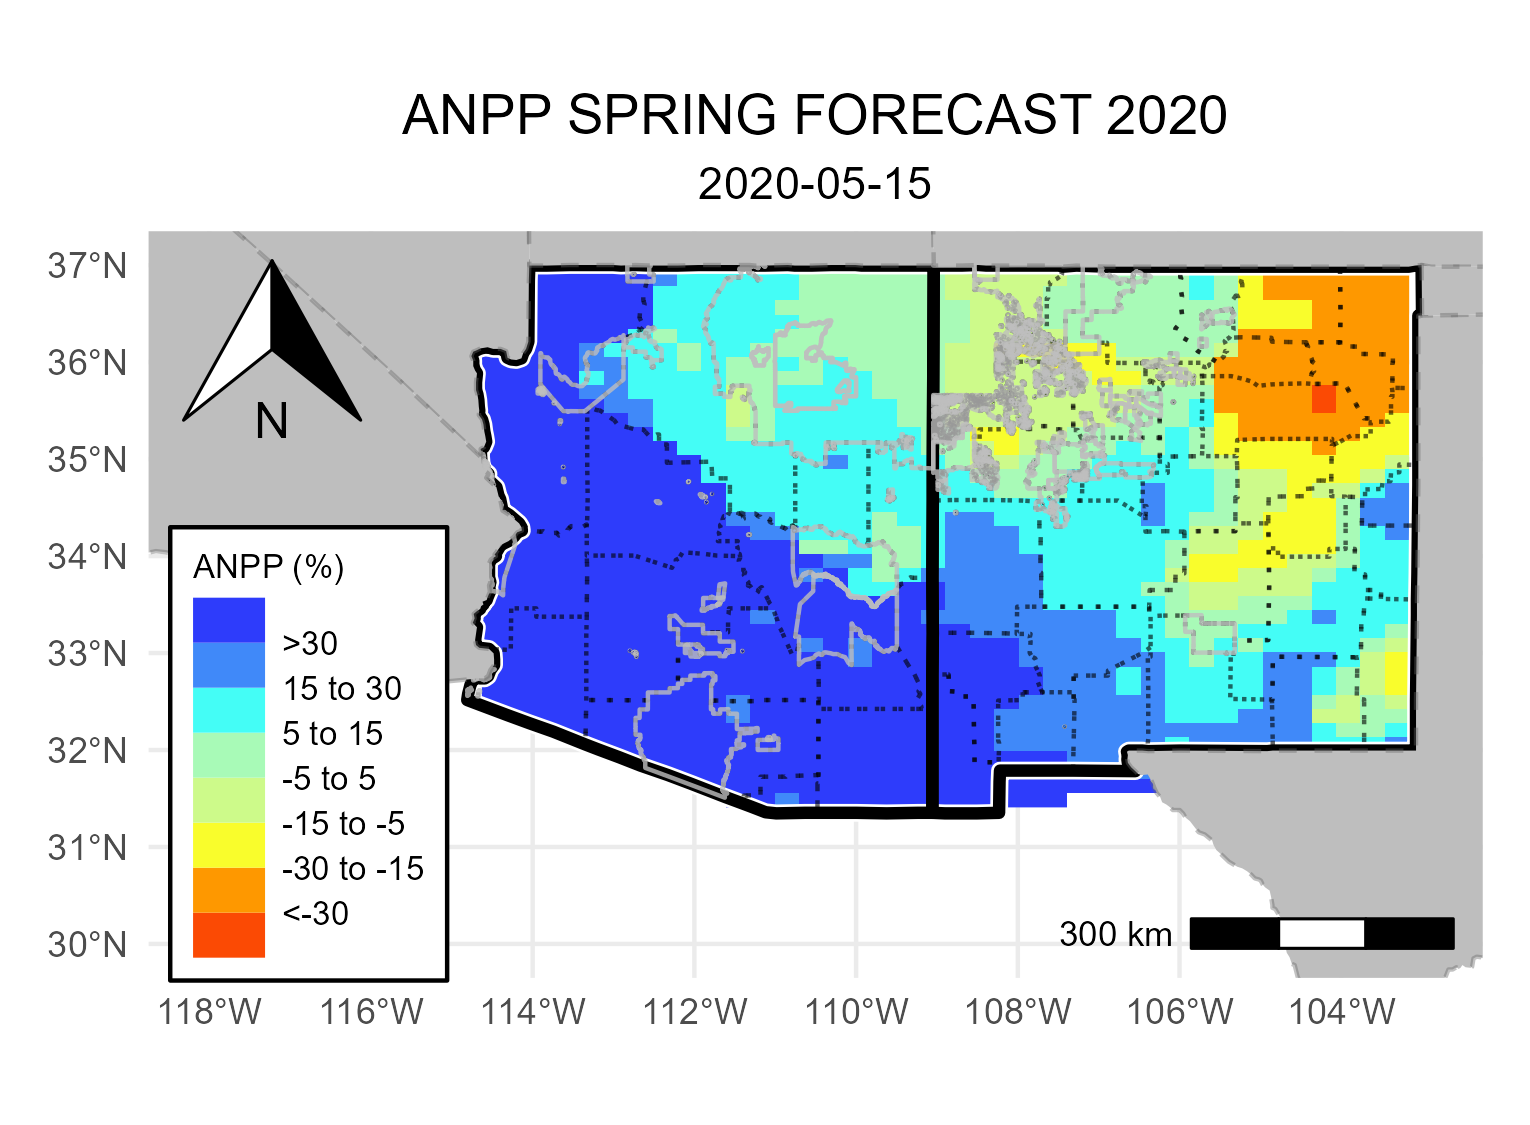 ANPP SPRING FORECAST 2020
2020-05-15
37°N
36°N
35°N
34°N
33°N
32°N
31°N
30°N
N
ANPP (%)
>30
15 to 30
5 to 15
-5 to 5
-15 to -5
-30 to -15
<-30
300 km
118°W 116°W 114°W 112°W 110°W 108°W 106°W 104°W